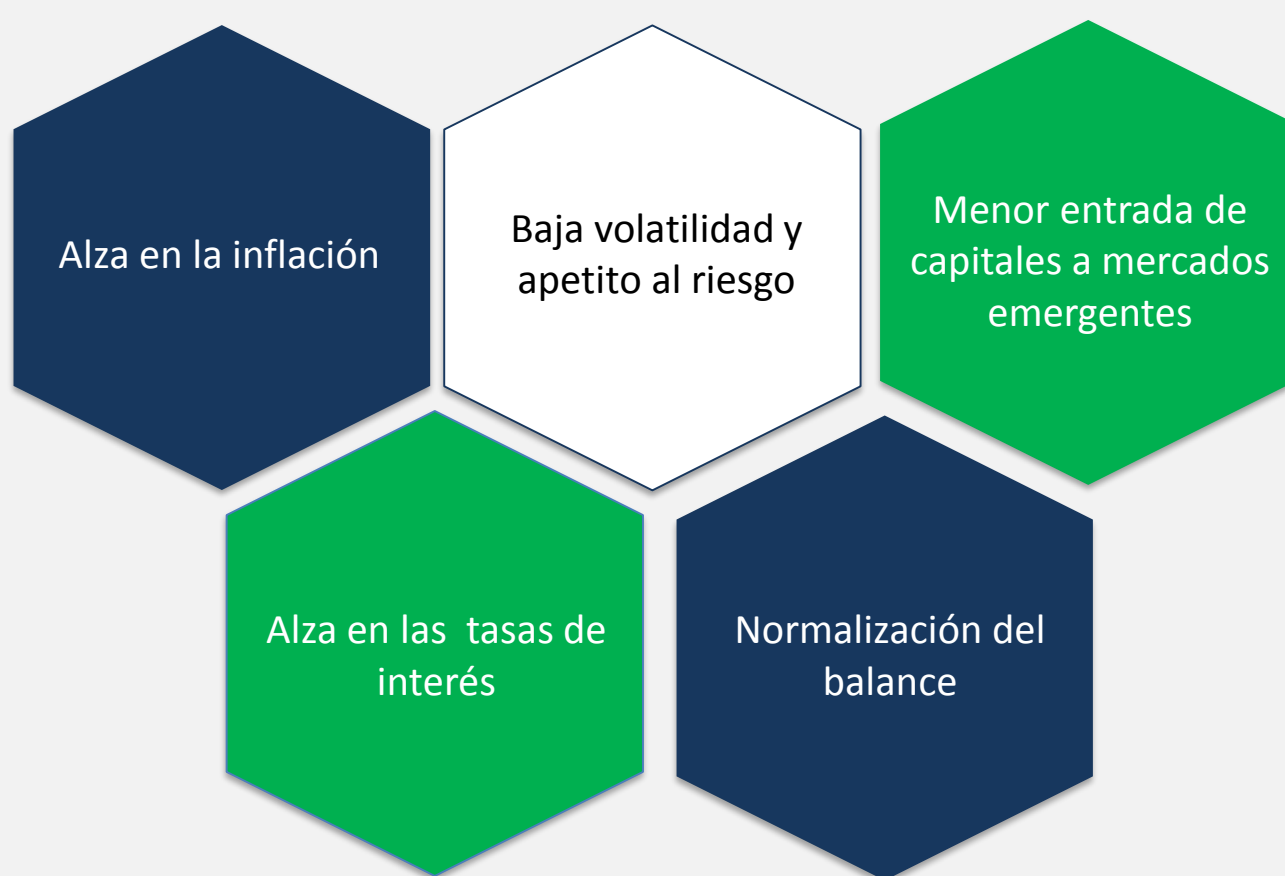 Alza en la inflación
Baja volatilidad y
apetito al riesgo
Menor entrada de
capitales a mercados
emergentes
Alza en las  tasas de
interés
Normalización del
balance